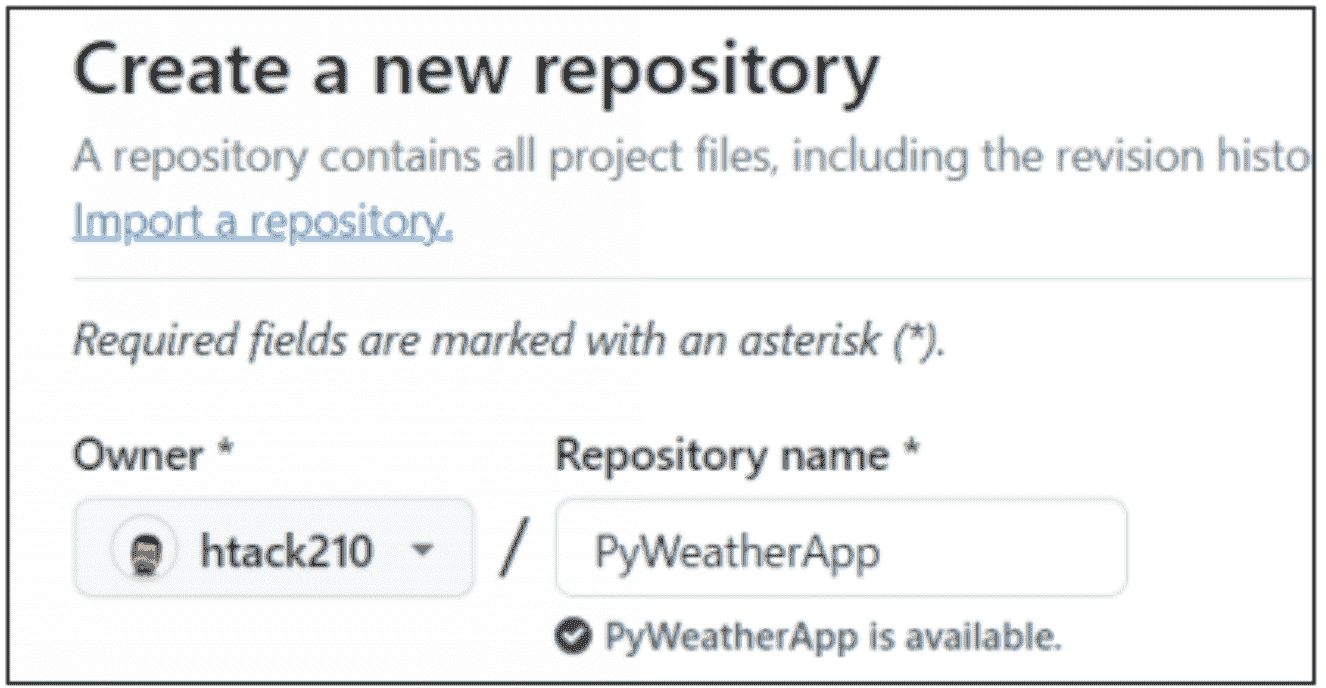 Create a new repository
A repository contains all project files, including the revision histo
Import a repository.
Required fields are marked with an asterisk (*).
Owner *
Repository name *
htack210 / PyWeatherApp
PyWeatherApp is available.